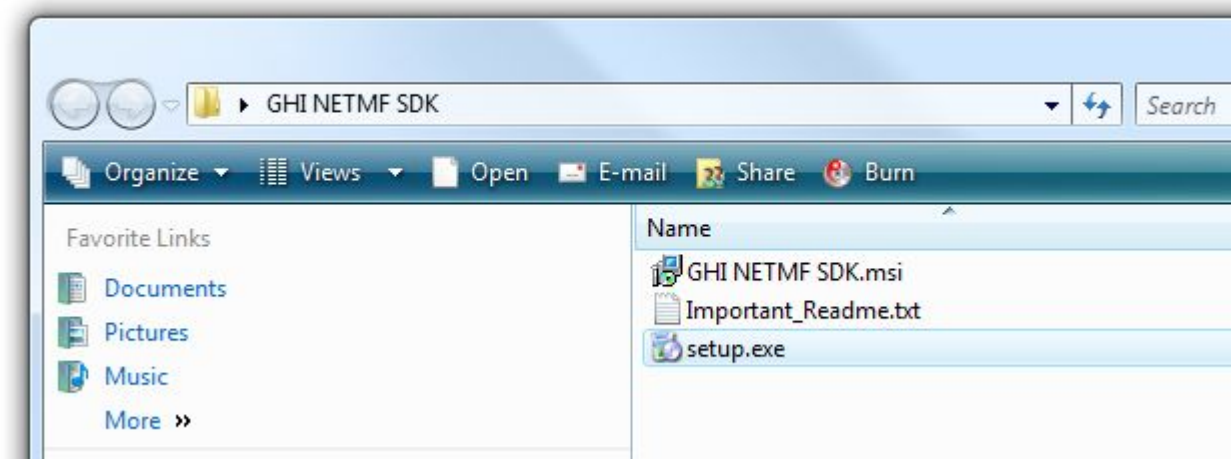 GHI NETMF SDK
Search
Organize Views Open E-mail Share Burn
Favorite Links
Documents
Pictures
Music
More »
Name
GHI NETMF SDK.msi
Important_Readme.txt
setup.exe